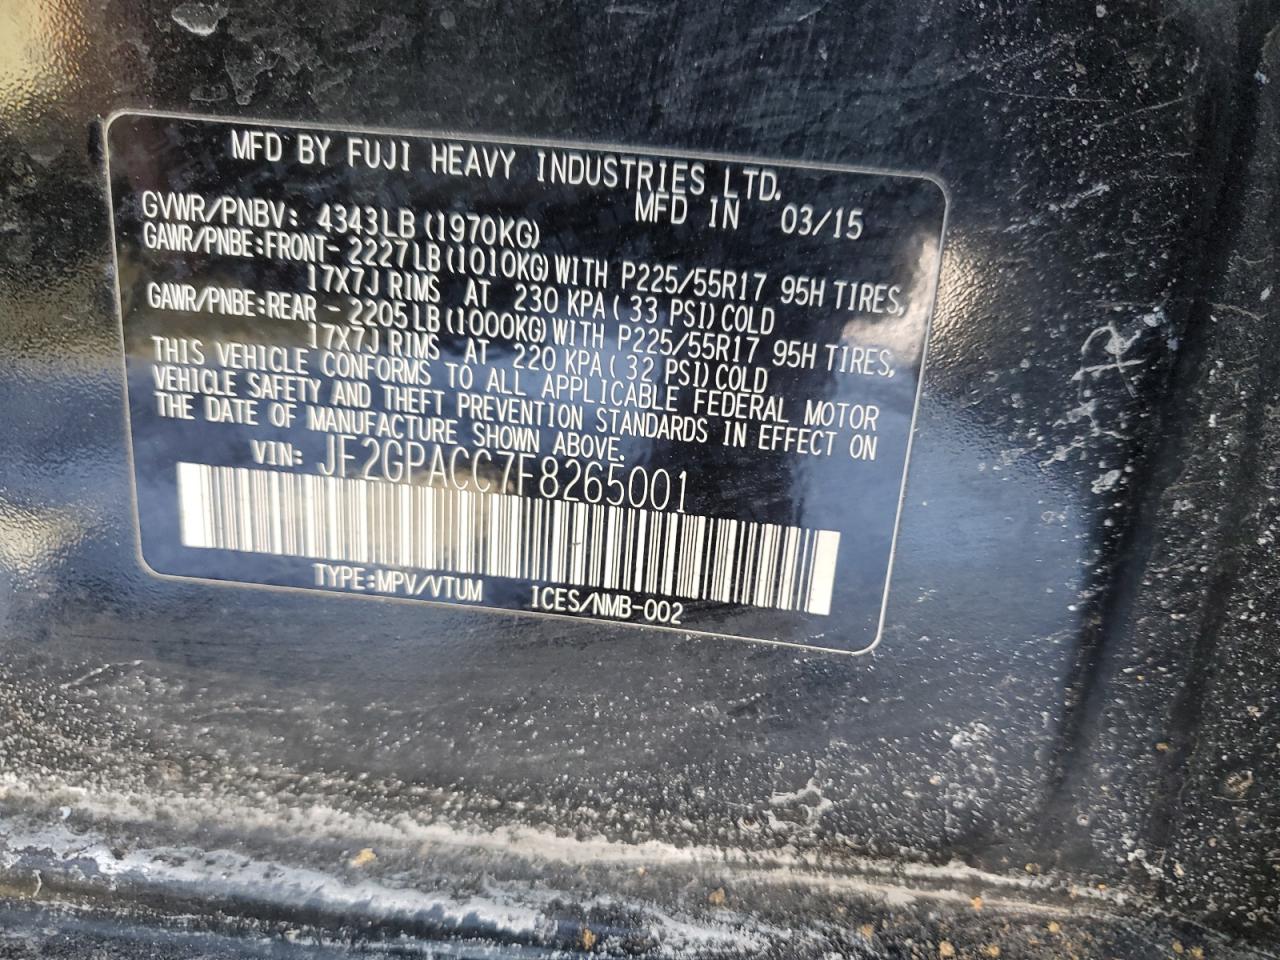 MFD BY FUJI HEAVY INDUSTRIES LTD.
MFD IN 03/15
GVWR/PNBV: 4343LB (1970KG)
GAWR/PNBE:FRONT- 2227LB(1010KG) WITH P225/55R17 95H TIRES,
17X7J RIMS AT 230 KPA( 33 PSI) COLD
GAWR/PNBE:REAR - 2205LB(1000KG) WITH P225/55R17 95H TIRES,
17X7J RIMS AT 220 KPA( 32 PSI) COLD
THIS VEHICLE CONFORMS TO ALL APPLICABLE FEDERAL MOTOR
VEHICLE SAFETY AND THEFT PREVENTION STANDARDS IN EFFECT ON
THE DATE OF MANUFACTURE SHOWN ABOVE.
VIN: JF2GPACC7F8265001
TYPE:MPV/VTUM ICES/NMB-002